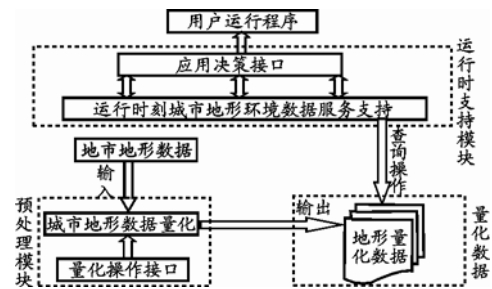 用户运行程序
应用决策接口
运行时刻城市地形环境数据服务支持
运行时支持模块
地市地形数据
输入
查询操作
预处理模块
城市地形数据量化
量化操作接口
输出
地形量
化数据
量化数据